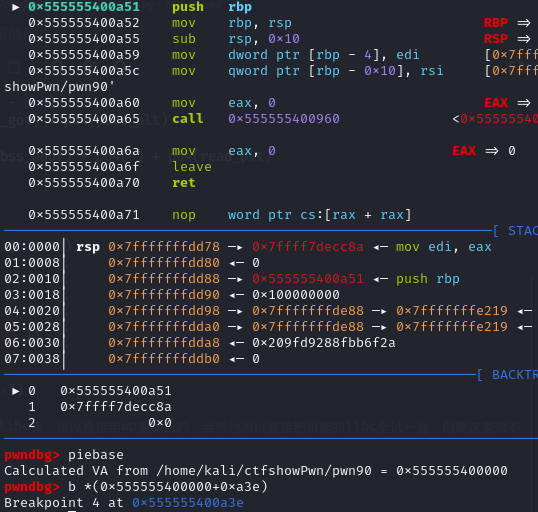 ► 0×555555400a51 push rbp
0×555555400a52 mov rbp, rsp RBP ⇒
0×555555400a55 sub rsp, 0×10 RSP ⇒
0×555555400a59 mov dword ptr [rbp - 4], edi [0×7fff
0×555555400a5c mov qword ptr [rbp - 0×10], rsi [0×7fff
showPwn/pwn90'
0×555555400a60 mov eax, 0 EAX ⇒
0×555555400a65 call 0×555555400960 <0×5555554
0×555555400a6a mov eax, 0 EAX ⇒ 0
0×555555400a6f leave
0×555555400a70 ret
0×555555400a71 nop word ptr cs:[rax + rax]
[ STAC
00:0000│ rsp 0×7fffffffdd78 —▸ 0×7ffff7decc8a ◂— mov edi, eax
01:0008│ 0×7fffffffdd80 ◂— 0
02:0010│ 0×7fffffffdd88 —▸ 0×555555400a51 ◂— push rbp
03:0018│ 0×7fffffffdd90 ◂— 0×100000000
04:0020│ 0×7fffffffdd98 —▸ 0×7fffffffde88 —▸ 0×7fffffffe219 ◂—
05:0028│ 0×7fffffffdda0 —▸ 0×7fffffffde88 —▸ 0×7fffffffe219 ◂—
06:0030│ 0×7fffffffdda8 ◂— 0×209fd9288fbb6f2a
07:0038│ 0×7fffffffddb0 ◂— 0
[ BACKTR
► 0 0×555555400a51
1 0×7ffff7decc8a
2 0×0
pwndbg> piebase
Calculated VA from /home/kali/ctfshowPwn/pwn90 = 0×555555400000
pwndbg> b *(0×555555400000+0×a3e)
Breakpoint 4 at 0×555555400a3e